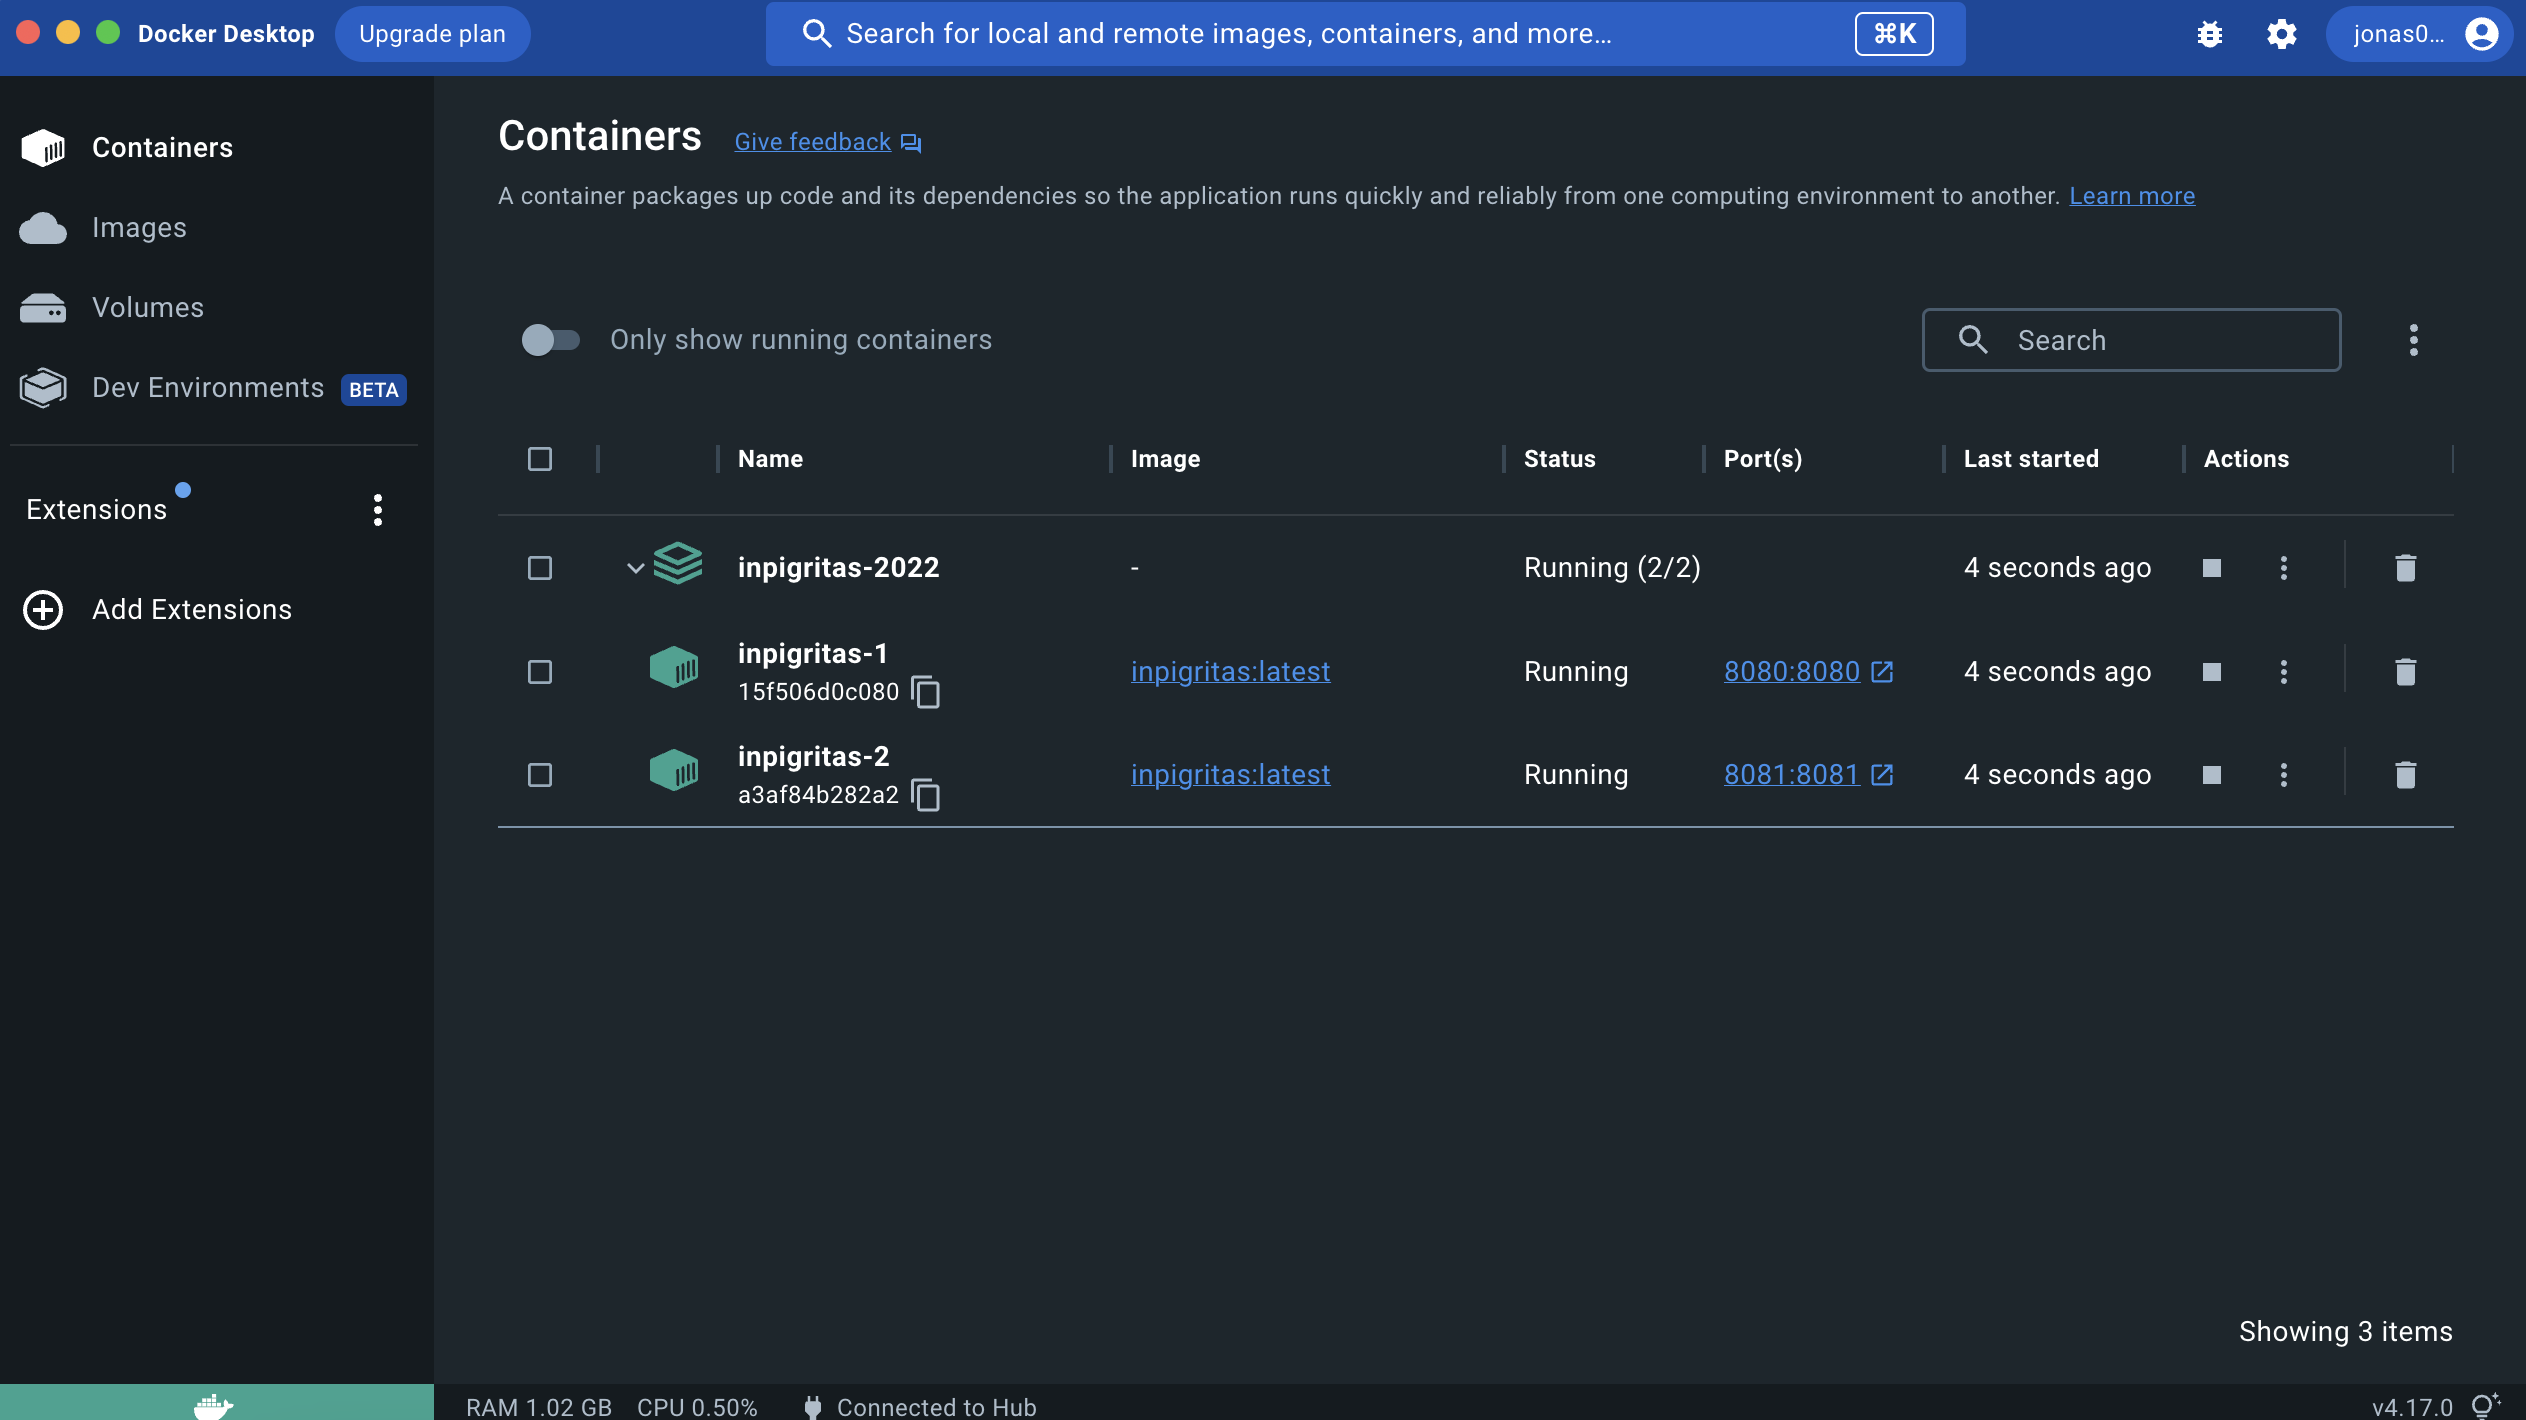 Docker Desktop Upgrade plan Search for local and remote images, containers, and more... ⌘K jonas0...
Containers
Images
Volumes
Dev Environments BETA
Extensions
Add Extensions
Containers Give feedback
A container packages up code and its dependencies so the application runs quickly and reliably from one computing environment to another. Learn more
Only show running containers Search
Name Image Status Port(s) Last started Actions
inpigritas-2022 - Running (2/2) 4 seconds ago
inpigritas-1
15f506d0c080 inpigritas:latest Running 8080:8080 4 seconds ago
inpigritas-2
a3af84b282a2 inpigritas:latest Running 8081:8081 4 seconds ago
Showing 3 items
RAM 1.02 GB CPU 0.50% Connected to Hub v4.17.0